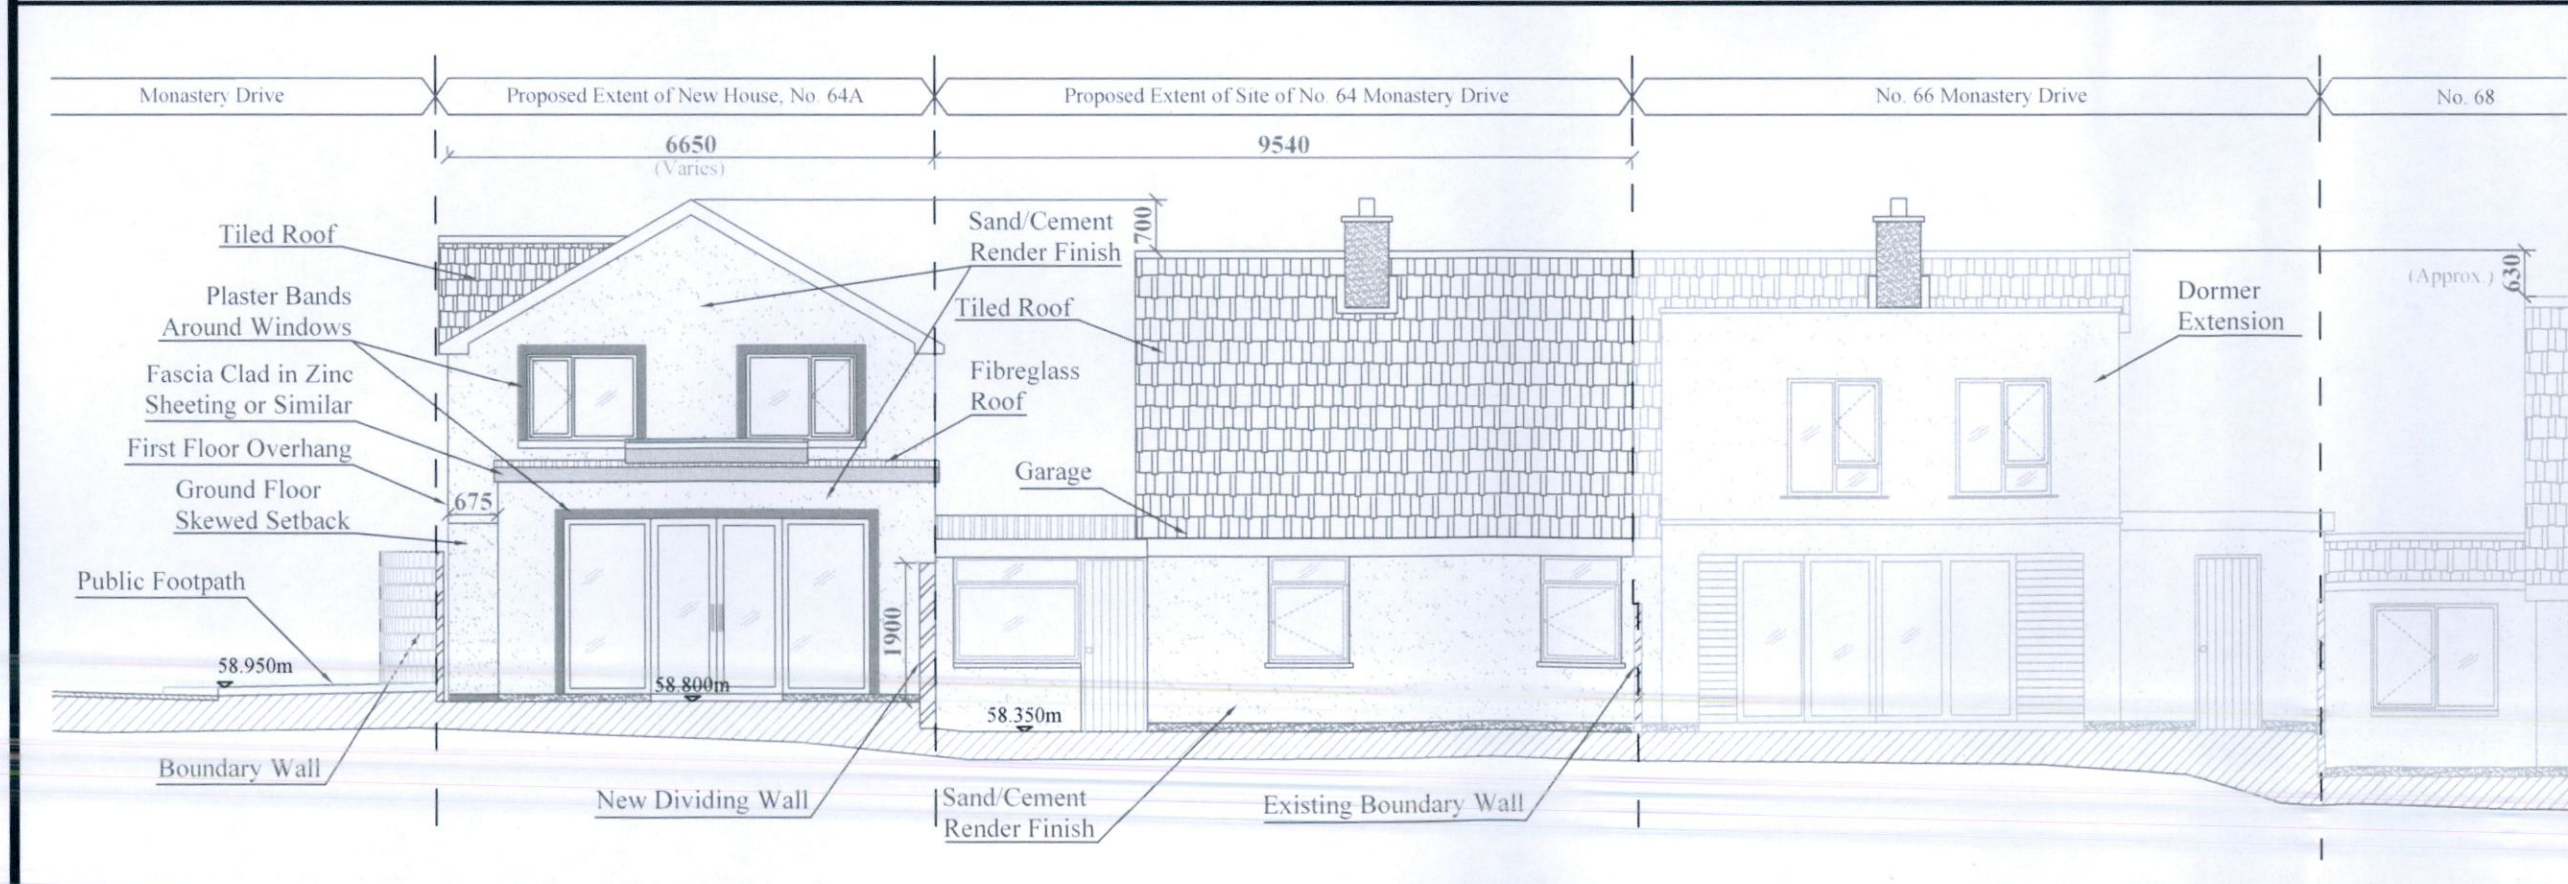 Monastery Drive
Proposed Extent of New House, No. 64A
Proposed Extent of Site of No. 64 Monastery Drive
No. 66 Monastery Drive
No. 68
6650
(Varies)
9540
700
630
(Approx.)
Tiled Roof
Plaster Bands
Around Windows
Fascia Clad in Zinc
Sheeting or Similar
First Floor Overhang
Ground Floor
Skewed Setback
675
Public Footpath
58.950m
Boundary Wall
58.800m
1900
New Dividing Wall
Sand/Cement
Render Finish
Tiled Roof
Fibreglass
Roof
Garage
58.350m
Sand/Cement
Render Finish
Existing Boundary Wall
Dormer
Extension